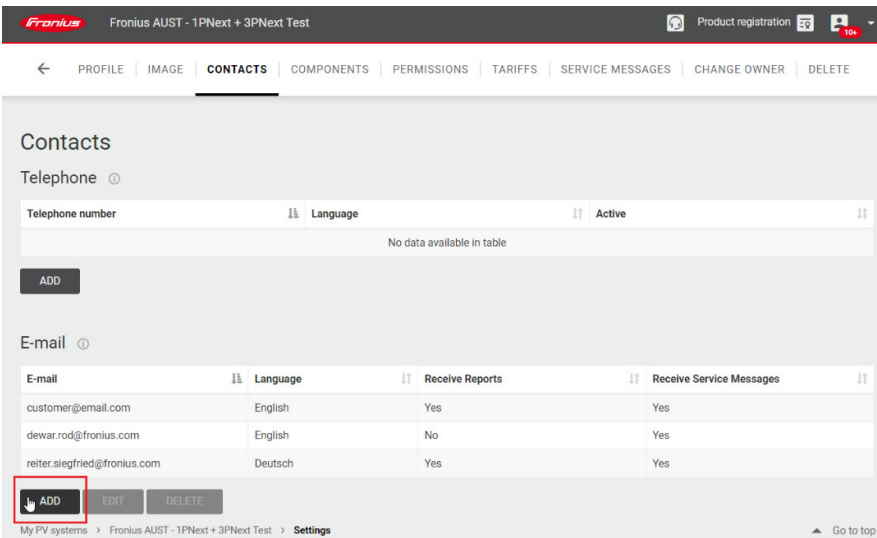 Fronius Fronius AUST - 1PNext + 3PNext Test Product registration 10+
PROFILE IMAGE CONTACTS COMPONENTS PERMISSIONS TARIFFS SERVICE MESSAGES CHANGE OWNER DELETE
Contacts
Telephone
Telephone number Language Active
No data available in table
ADD
E-mail
E-mail Language Receive Reports Receive Service Messages
customer@email.com English Yes Yes
dewar.rod@fronius.com English No Yes
reiter.siegfried@fronius.com Deutsch Yes Yes
ADD EDIT DELETE
My PV systems > Fronius AUST - 1PNext + 3PNext Test > Settings Go to top